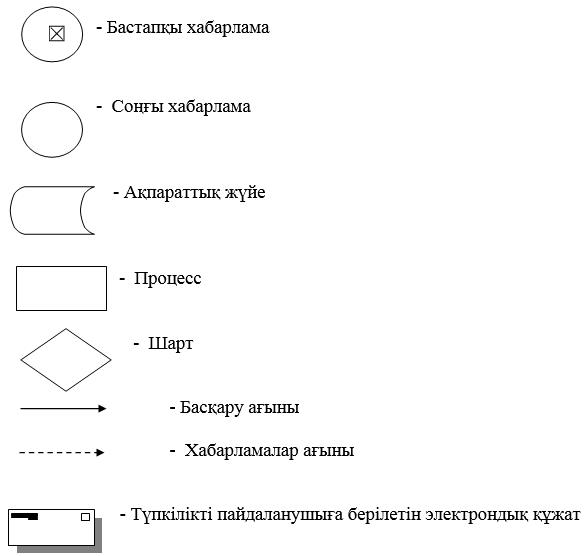 - Бастапқы хабарлама
- Соңғы хабарлама
- Ақпараттық жүйе
- Процесс
- Шарт
- Басқару ағыны
- Хабарламалар ағыны
- Түпкілікті пайдаланушыға берілетін электрондық құжат